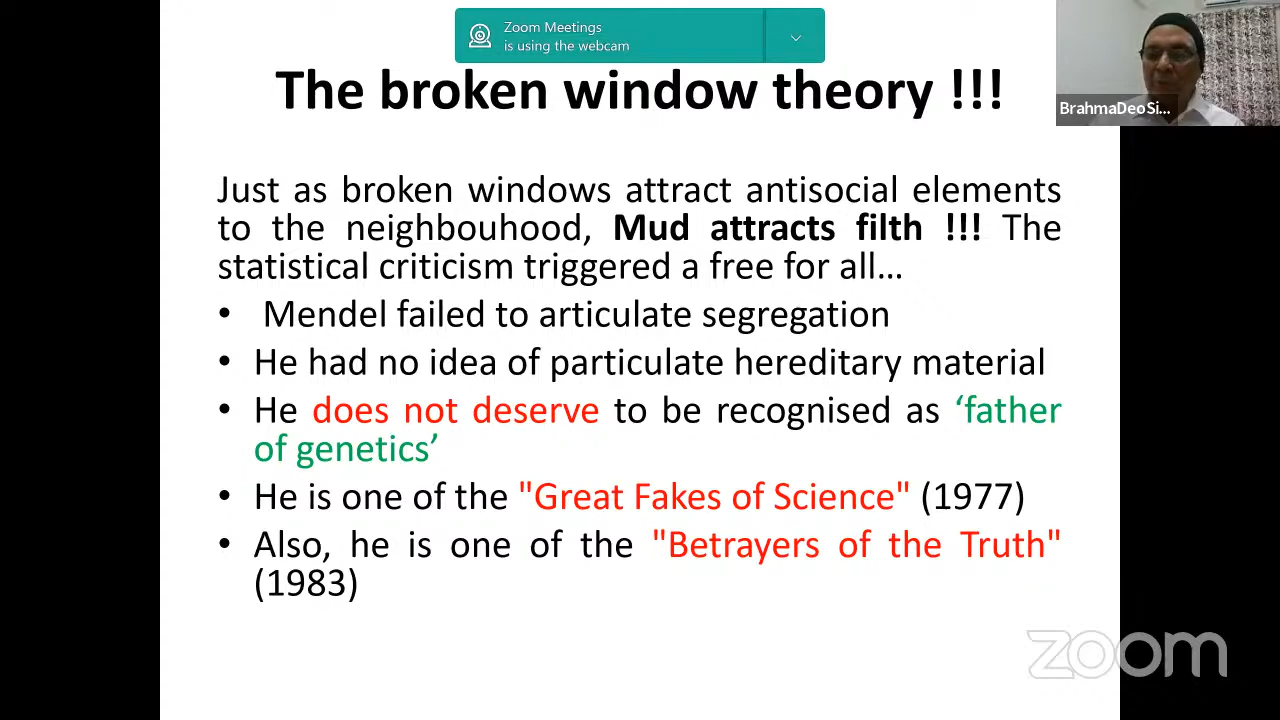 Zoom Meetings
is using the webcam
BrahmaDeoSi...
The broken window theory !!!
Just as broken windows attract antisocial elements
to the neighbouhood, Mud attracts filth !!! The
statistical criticism triggered a free for all…
• Mendel failed to articulate segregation
• He had no idea of particulate hereditary material
• He does not deserve to be recognised as ‘father
of genetics’
• He is one of the "Great Fakes of Science" (1977)
• Also, he is one of the "Betrayers of the Truth"
(1983)
zoom